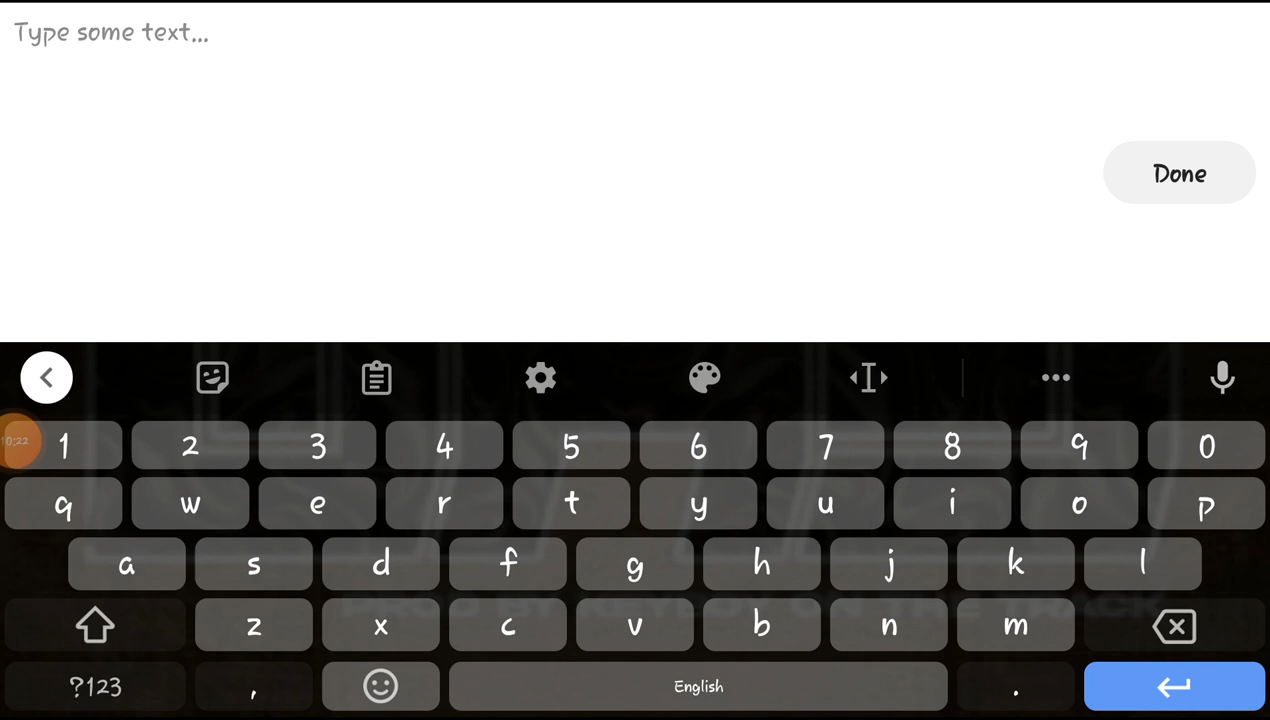 Type some text...
Done
10:22
1 2 3 4 5 6 7 8 9 0
q w e r t y u i o p
a s d f g h j k l
z x c v b n m
?123 , English .